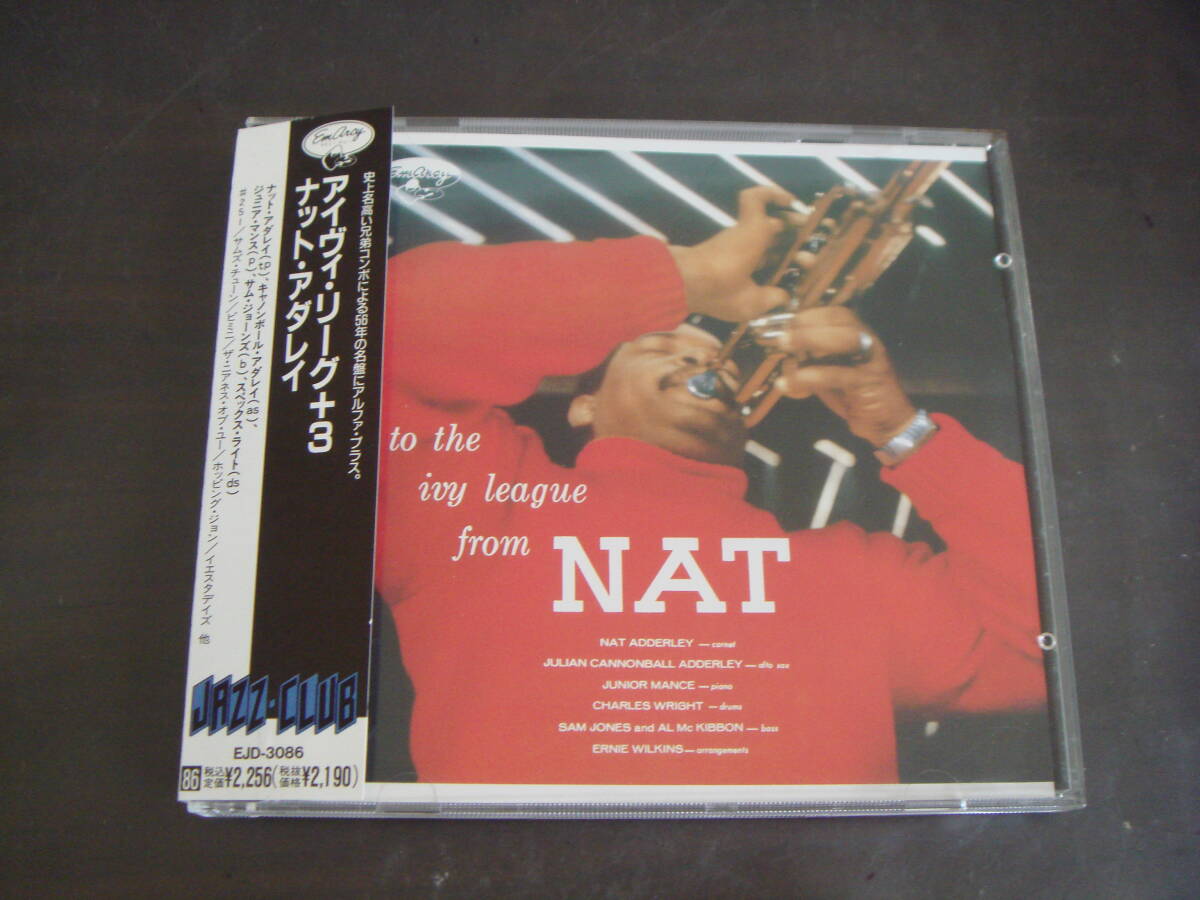 EmArcy
史上名高い兄弟コンボによる56年の名盤にアルファ・プラス。
アイヴィ・リーグ+3
ナット・アダレイ
ナット・アダレイ(tp)、キャノンボール・アダレイ(as)、
ジュニア・マンス(p)、サム・ジョーンズ(b)、スペックス・ライト(ds)
#251/サムズ・チューン/ビミニ/ザ・ニアネス・オブ・ユー/ホッピング・ジョン/イエスタデイズ 他
JAZZ・CLUB
EJD-3086
86 税込定価¥2,256(税抜価格¥2,190)
EmArcy
to the
ivy league
from NAT
NAT ADDERLEY — cornet
JULIAN CANNONBALL ADDERLEY — alto sax
JUNIOR MANCE — piano
CHARLES WRIGHT — drums
SAM JONES and AL Mc KIBBON — bass
ERNIE WILKINS — arrangements